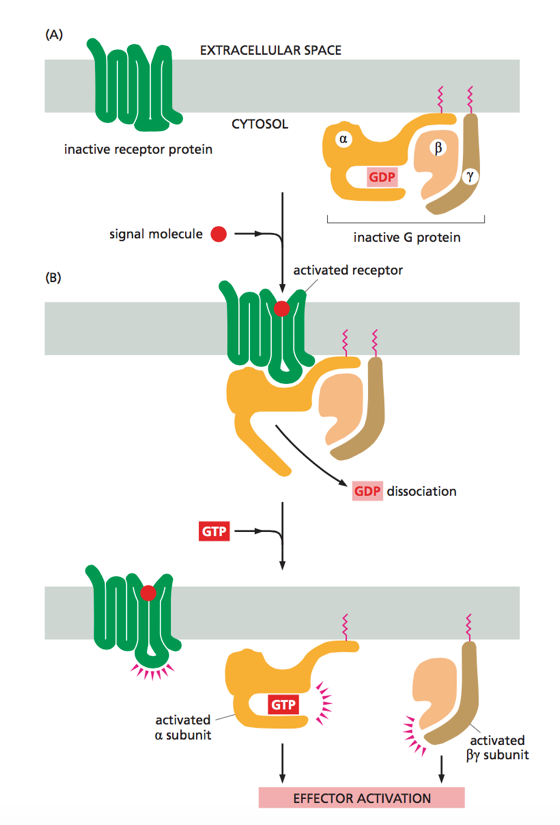 (A)
EXTRACELLULAR SPACE
CYTOSOL
inactive receptor protein
α
β
γ
GDP
inactive G protein
signal molecule
(B)
activated receptor
GDP dissociation
GTP
GTP
activated
α subunit
activated
βγ subunit
EFFECTOR ACTIVATION